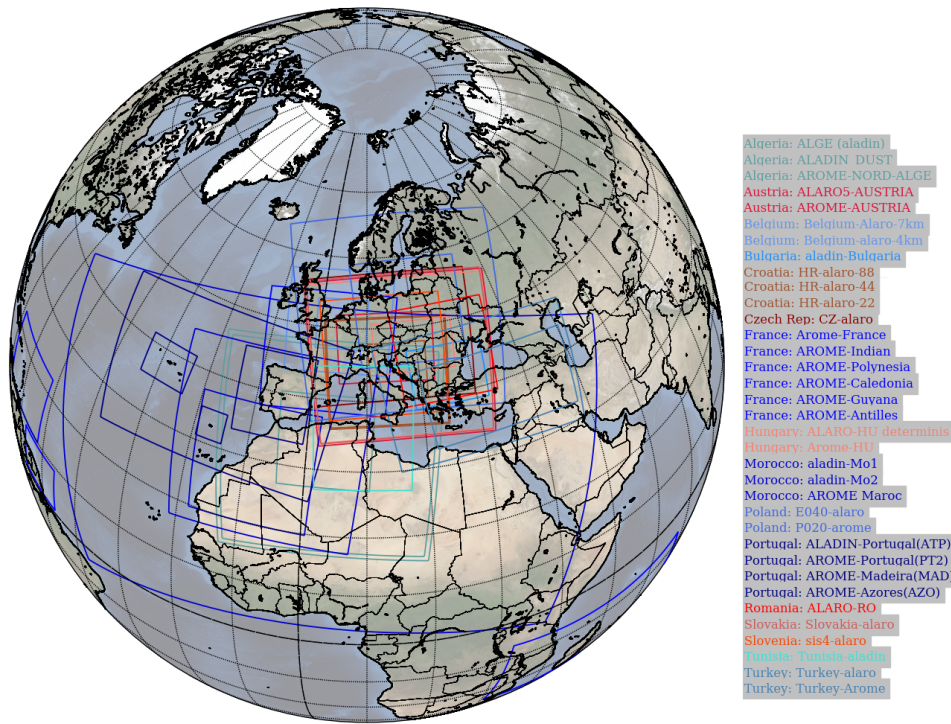 Algeria: ALGE (aladin)
Algeria: ALADIN_DUST
Algeria: AROME-NORD-ALGE
Austria: ALARO5-AUSTRIA
Austria: AROME-AUSTRIA
Belgium: Belgium-Alaro-7km
Belgium: Belgium-alaro-4km
Bulgaria: aladin-Bulgaria
Croatia: HR-alaro-88
Croatia: HR-alaro-44
Croatia: HR-alaro-22
Czech Rep: CZ-alaro
France: Arome-France
France: AROME-Indian
France: AROME-Polynesia
France: AROME-Caledonia
France: AROME-Guyana
France: AROME-Antilles
Hungary: ALARO-HU determinis
Hungary: Arome-HU
Morocco: aladin-Mo1
Morocco: aladin-Mo2
Morocco: AROME Maroc
Poland: E040-alaro
Poland: P020-arome
Portugal: ALADIN-Portugal(ATP)
Portugal: AROME-Portugal(PT2)
Portugal: AROME-Madeira(MAD)
Portugal: AROME-Azores(AZO)
Romania: ALARO-RO
Slovakia: Slovakia-alaro
Slovenia: sis4-alaro
Tunisia: Tunisia-aladin
Turkey: Turkey-alaro
Turkey: Turkey-Arome